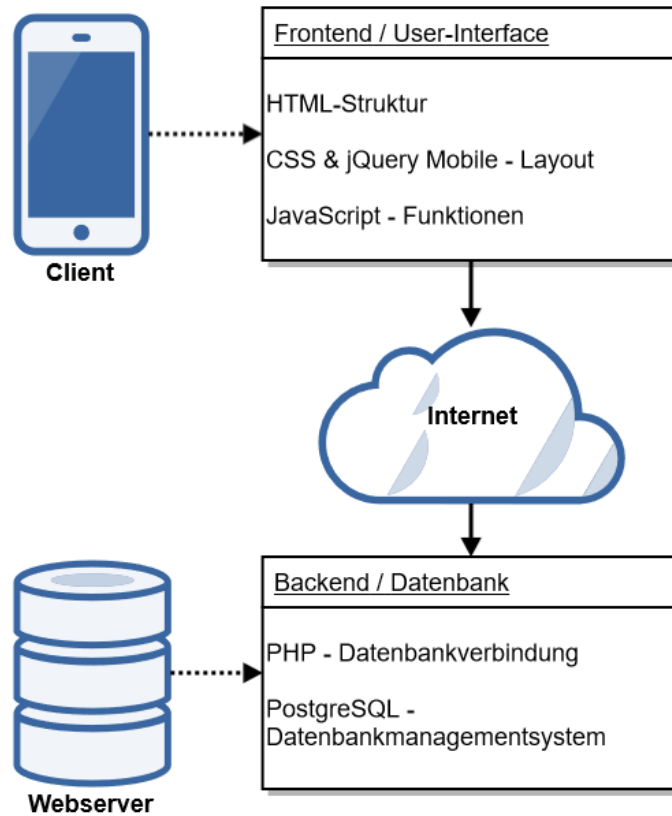 Frontend / User-Interface
HTML-Struktur
CSS & jQuery Mobile - Layout
JavaScript - Funktionen
Client
Internet
Backend / Datenbank
PHP - Datenbankverbindung
PostgreSQL -
Datenbankmanagementsystem
Webserver